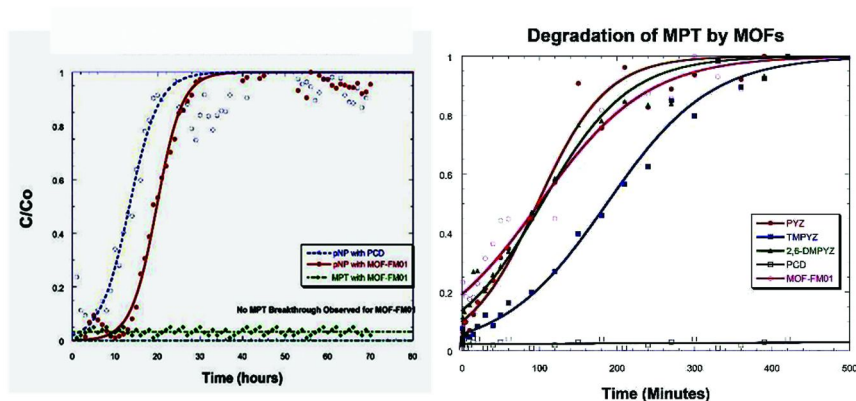 C/Co
1
0.8
0.6
0.4
0.2
0
0 10 20 30 40 50 60 70 80
Time (hours)
pNP with PCD
pNP with MOF-FM01
MPT with MOF-FM01
No MPT Breakthrough Observed for MOF-FM01
Degradation of MPT by MOFs
1
0.8
0.6
0.4
0.2
0
0 100 200 300 400 500
Time (Minutes)
PYZ
TMPYZ
2,6-DMPYZ
PCD
MOF-FM01